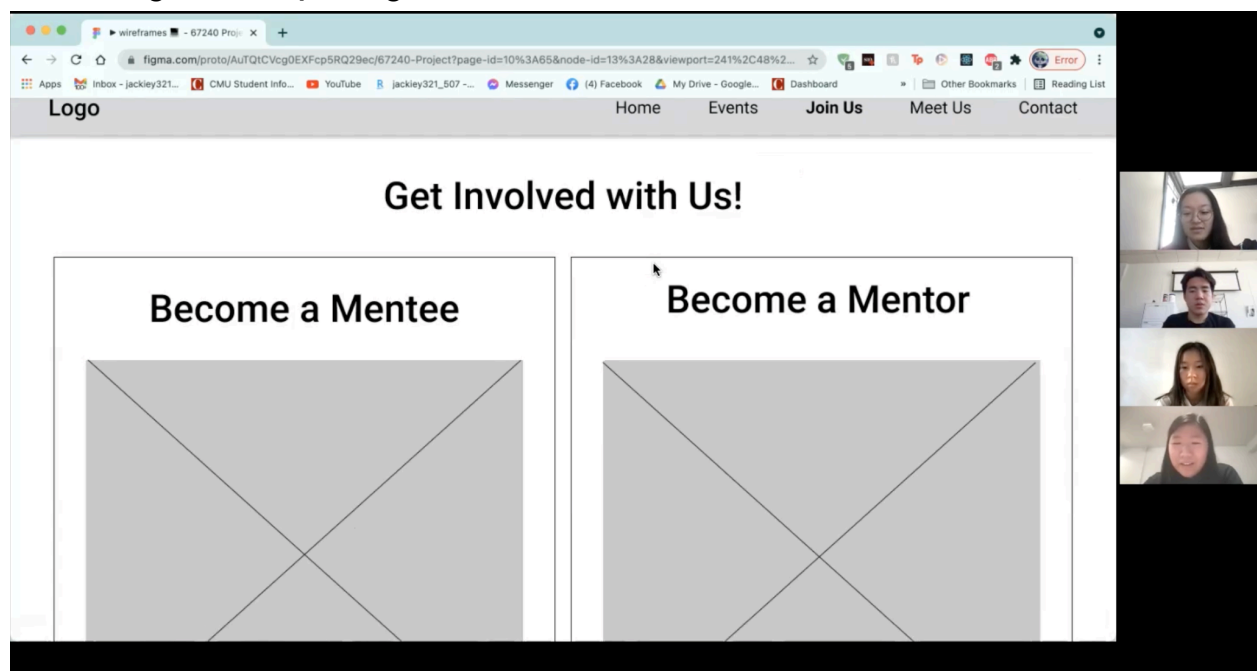 wireframes - 67240 Proje
figma.com/proto/AuTQtCVcg0EXFcp5RQ29ec/67240-Project?page-id=10%3A65&node-id=13%3A28&viewport=241%2C48%2...
Error
Apps Inbox - jackiey321... CMU Student Info... YouTube jackiey321_507 -... Messenger (4) Facebook My Drive - Google... Dashboard » Other Bookmarks Reading List
Logo Home Events Join Us Meet Us Contact
Get Involved with Us!
Become a Mentee
Become a Mentor